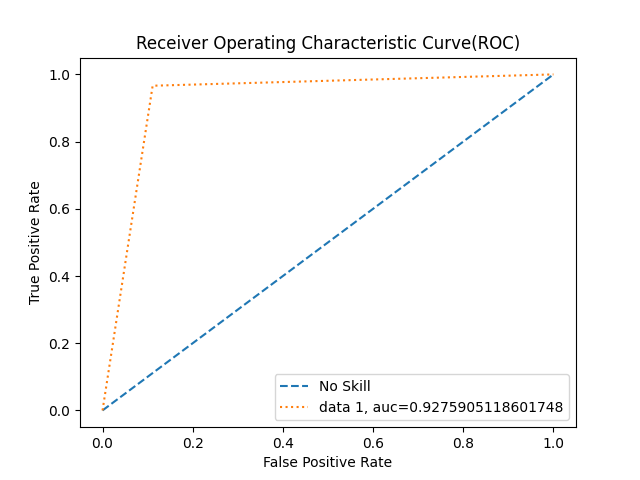 Receiver Operating Characteristic Curve(ROC)
1.0
0.8
0.6
0.4
0.2
0.0
True Positive Rate
No Skill
data 1, auc=0.9275905118601748
0.0 0.2 0.4 0.6 0.8 1.0
False Positive Rate